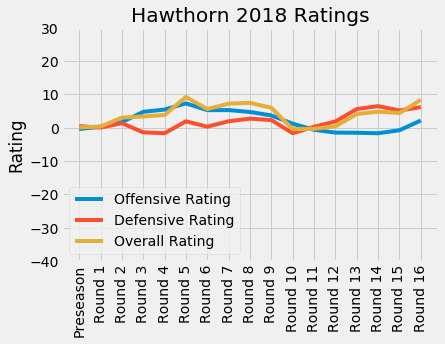 Hawthorn 2018 Ratings
30
20
10
0
−10
−20
−30
−40
Rating
Offensive Rating
Defensive Rating
Overall Rating
Preseason
Round 1
Round 2
Round 3
Round 4
Round 5
Round 6
Round 7
Round 8
Round 9
Round 10
Round 11
Round 12
Round 13
Round 14
Round 15
Round 16